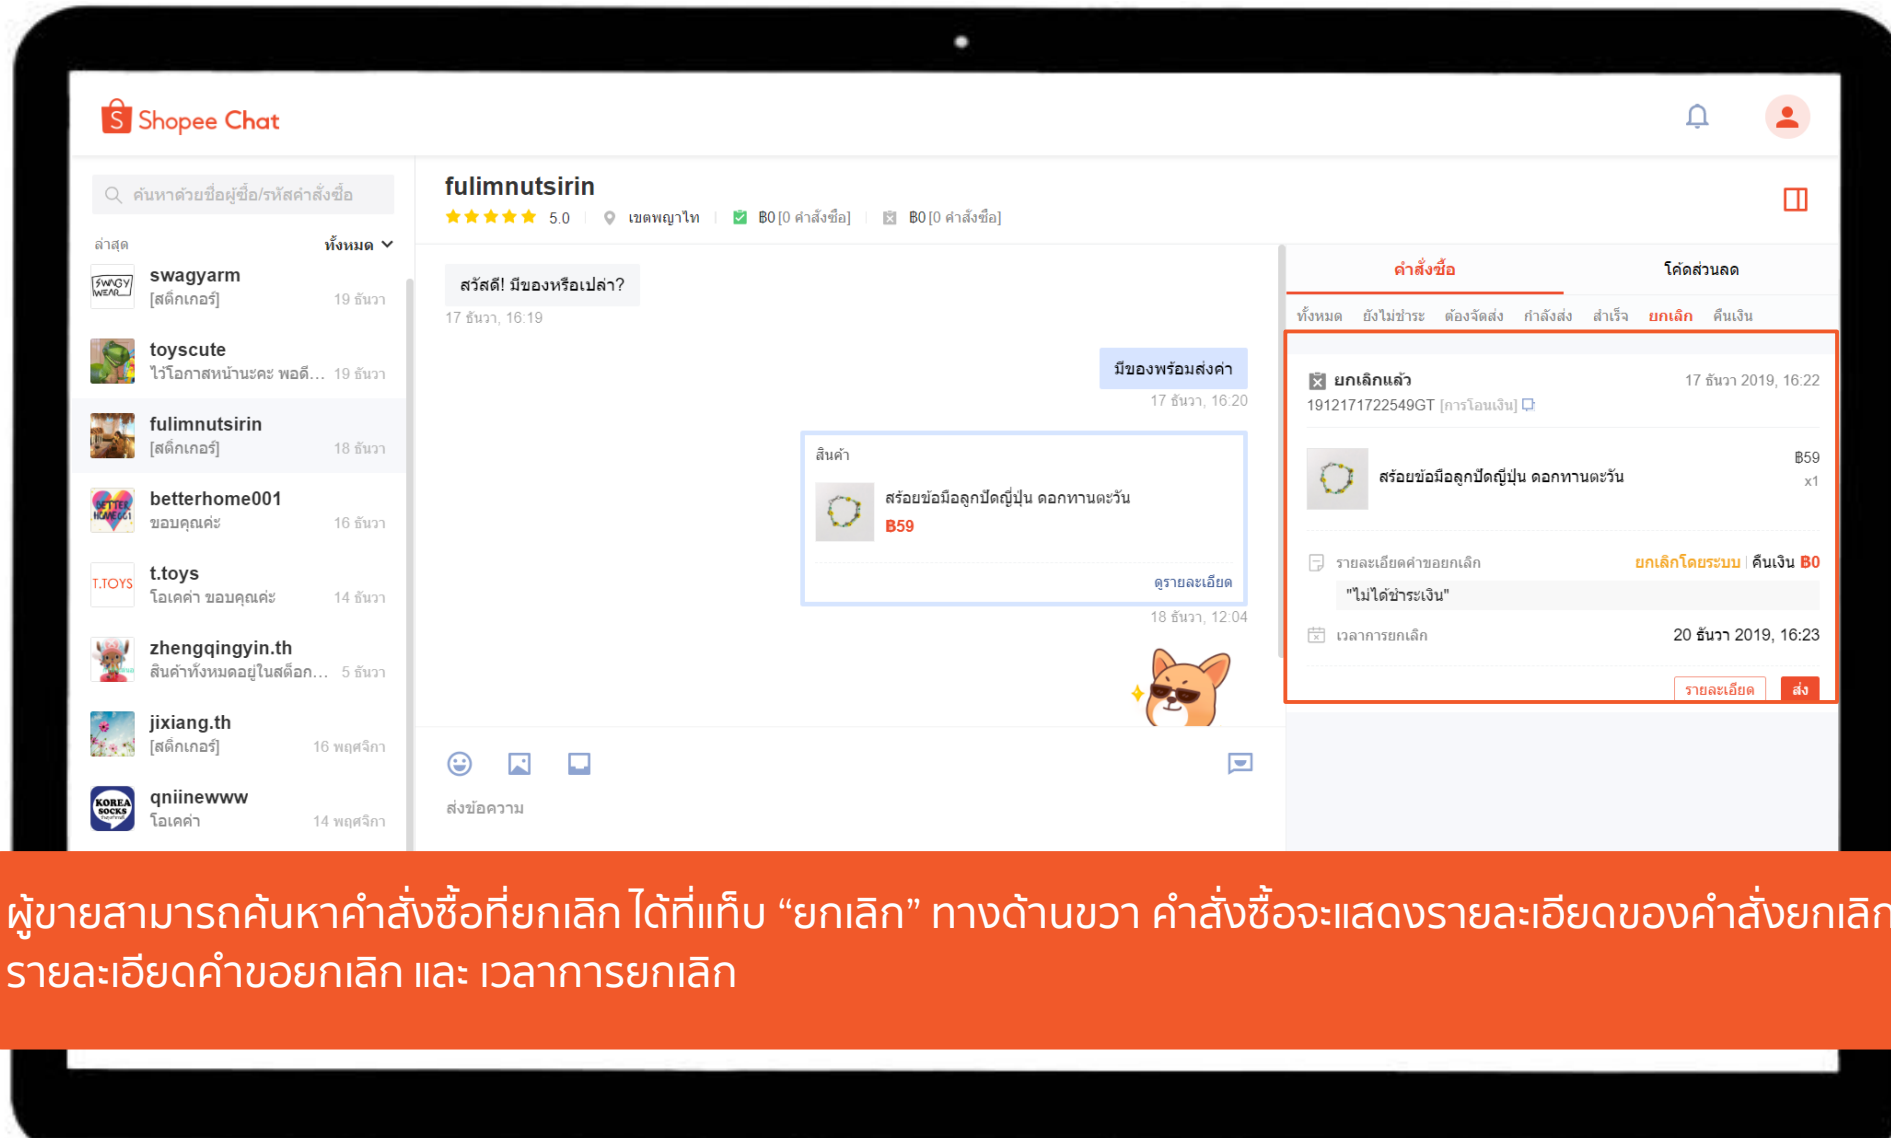 Shopee Chat
ค้นหาด้วยชื่อผู้ซื้อ/รหัสคำสั่งซื้อ
ล่าสุด ทั้งหมด
swagyarm
[สติ๊กเกอร์] 19 ธันวา
toyscute
ไว้โอกาสหน้านะคะ พอดี... 19 ธันวา
fulimnutsirin
[สติ๊กเกอร์] 18 ธันวา
BETTER
betterhome001
ขอบคุณค่ะ 16 ธันวา
T.TOYS
t.toys
โอเคค่า ขอบคุณค่ะ 14 ธันวา
zhengqingyin.th
สินค้าทั้งหมดอยู่ในสต็อก... 5 ธันวา
jixiang.th
[สติ๊กเกอร์] 16 พฤศจิกา
KOREA
SOCKS
qniinewww
โอเคค่า 14 พฤศจิกา
fulimnutsirin
5.0 เขตพญาไท ฿0 [0 คำสั่งซื้อ] ฿0 [0 คำสั่งซื้อ]
สวัสดี! มีของหรือเปล่า?
17 ธันวา, 16:19
มีของพร้อมส่งค่า
17 ธันวา, 16:20
สินค้า
สร้อยข้อมือลูกปัดญี่ปุ่น ดอกทานตะวัน
฿59
ดูรายละเอียด
18 ธันวา, 12:04
ส่งข้อความ
คำสั่งซื้อ โค้ดส่วนลด
ทั้งหมด ยังไม่ชำระ ต้องจัดส่ง กำลังส่ง สำเร็จ ยกเลิก คืนเงิน
ยกเลิกแล้ว 17 ธันวา 2019, 16:22
1912171722549GT [การโอนเงิน]
สร้อยข้อมือลูกปัดญี่ปุ่น ดอกทานตะวัน ฿59
x1
รายละเอียดคำขอยกเลิก ยกเลิกโดยระบบ | คืนเงิน ฿0
"ไม่ได้ชำระเงิน"
เวลาการยกเลิก 20 ธันวา 2019, 16:23
รายละเอียด ส่ง
ผู้ขายสามารถค้นหาคำสั่งซื้อที่ยกเลิก ได้ที่แท็บ “ยกเลิก” ทางด้านขวา คำสั่งซื้อจะแสดงรายละเอียดของคำสั่งยกเลิก
รายละเอียดคำขอยกเลิก และ เวลาการยกเลิก